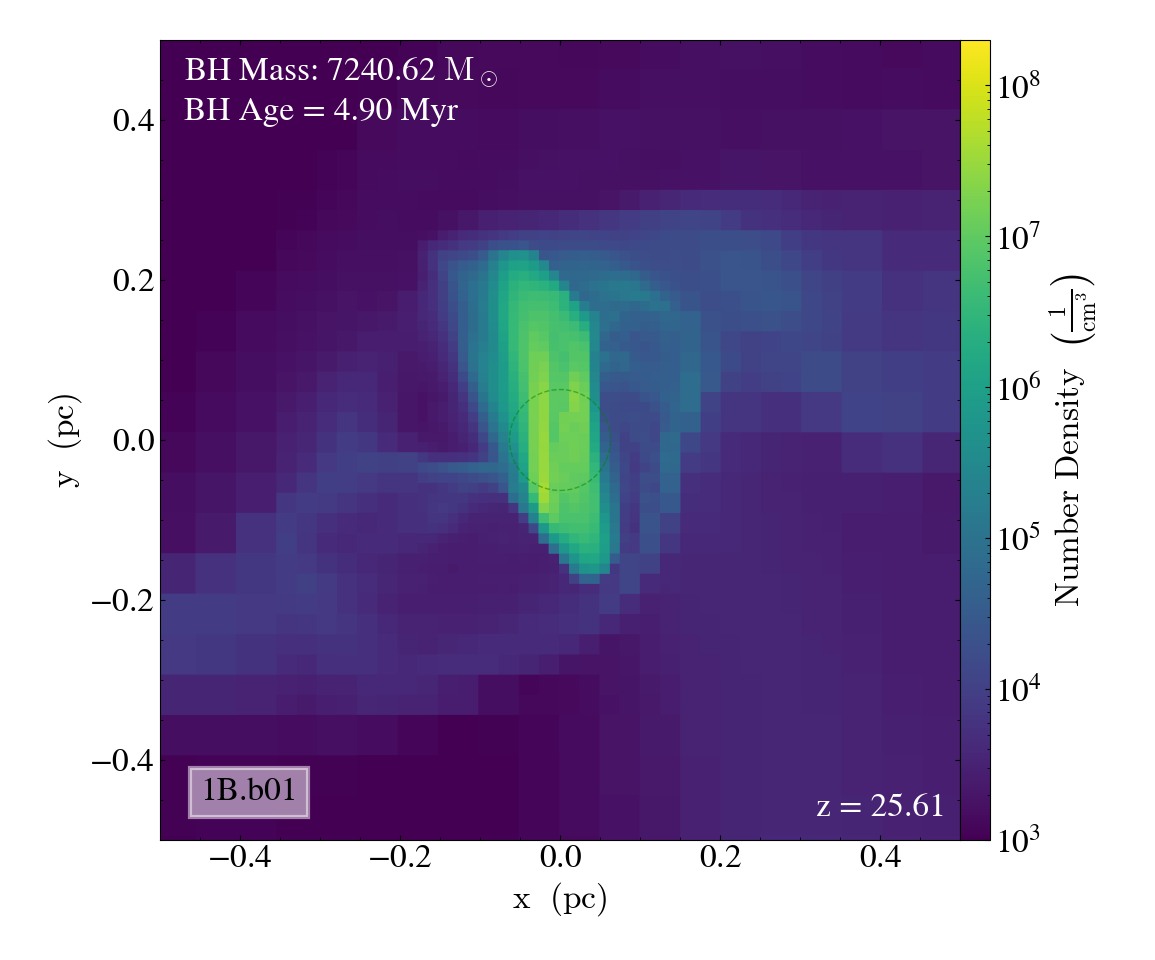 BH Mass: 7240.62 M⊙
BH Age = 4.90 Myr
1B.b01
z = 25.61
0.4
0.2
0.0
−0.2
−0.4
y (pc)
−0.4 −0.2 0.0 0.2 0.4
x (pc)
10⁸
10⁷
10⁶
10⁵
10⁴
10³
Number Density (1/cm³)